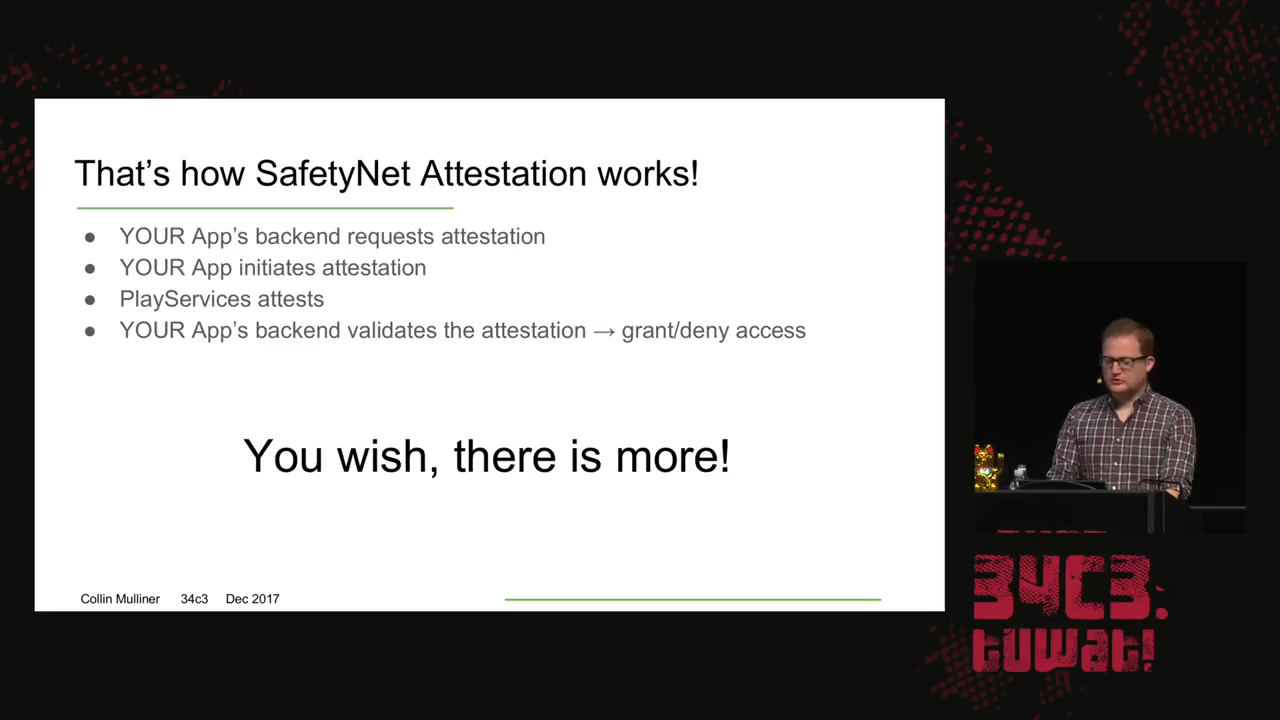 That's how SafetyNet Attestation works!
● YOUR App's backend requests attestation
● YOUR App initiates attestation
● PlayServices attests
● YOUR App's backend validates the attestation → grant/deny access
You wish, there is more!
Collin Mulliner 34c3 Dec 2017
34C3.
tuwat!